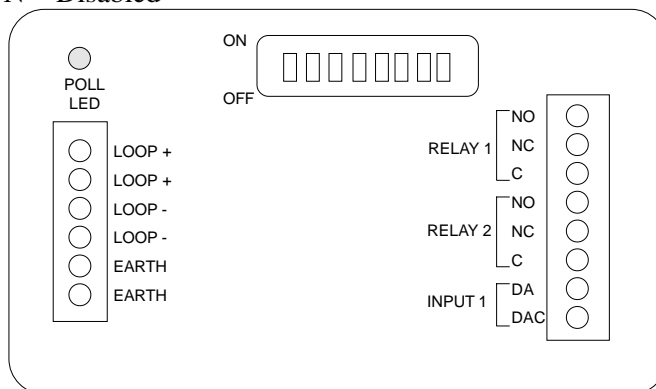 N = Disabled
ON
OFF
POLL
LED
LOOP +
LOOP +
LOOP -
LOOP -
EARTH
EARTH
RELAY 1
NO
NC
C
RELAY 2
NO
NC
C
INPUT 1
DA
DAC